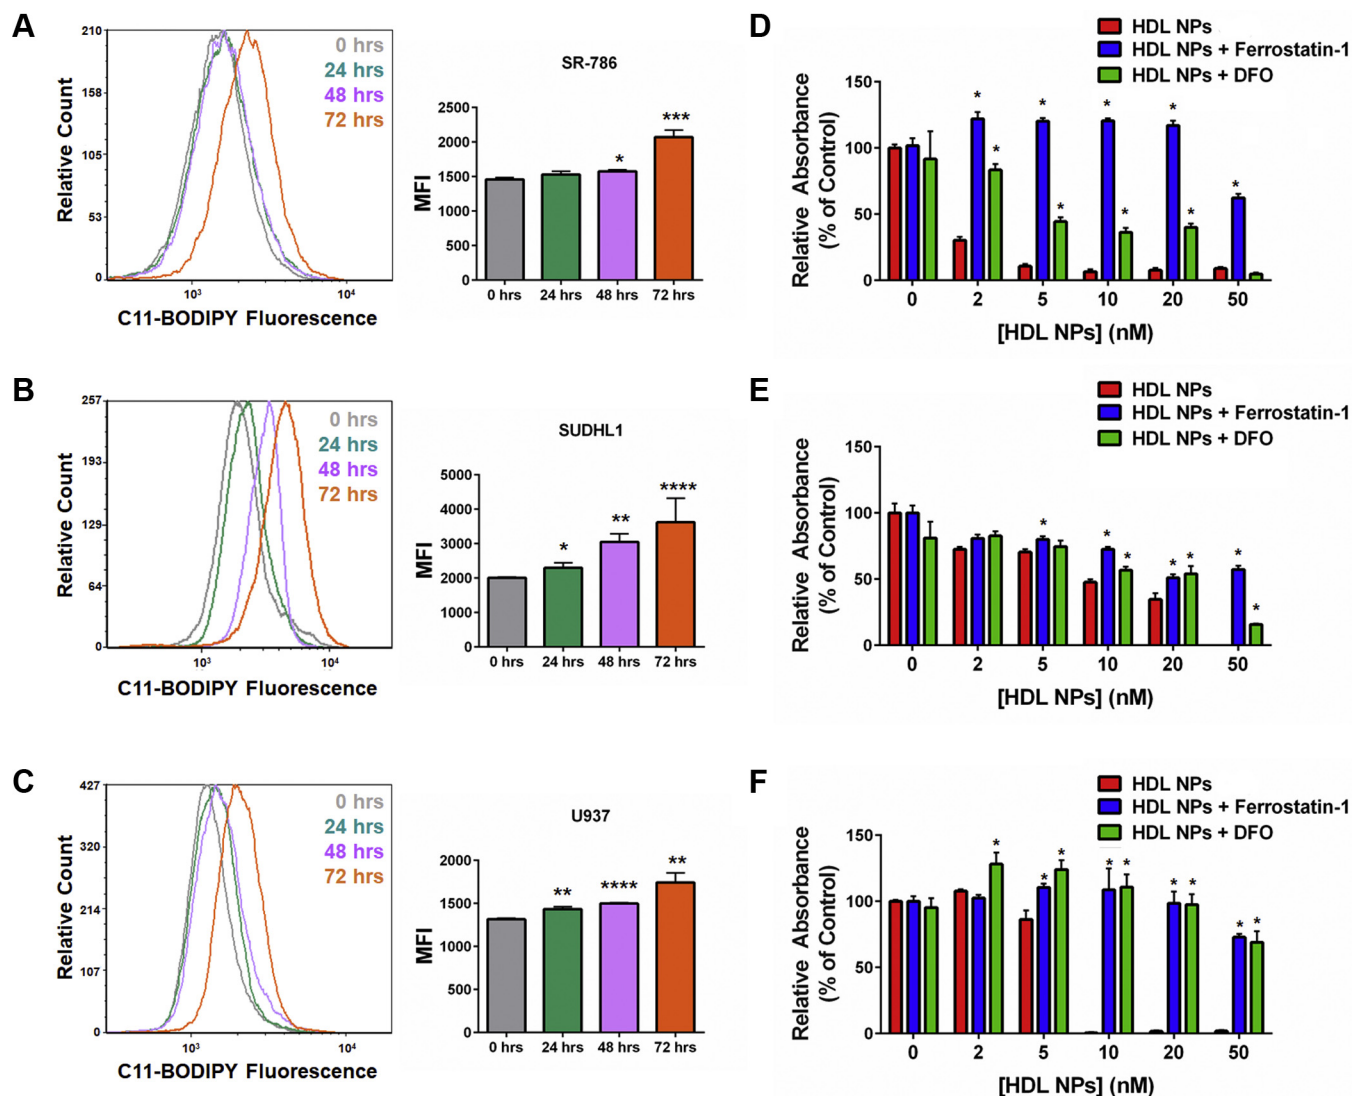 A
210
158
105
53
0
Relative Count
0 hrs
24 hrs
48 hrs
72 hrs
10³
10⁴
C11-BODIPY Fluorescence
SR-786
2500
2000
1500
1000
500
0
MFI
*
***
0 hrs 24 hrs 48 hrs 72 hrs
D
HDL NPs
HDL NPs + Ferrostatin-1
HDL NPs + DFO
150
100
50
0
Relative Absorbance
(% of Control)
* * * * * * * * *
0 2 5 10 20 50
[HDL NPs] (nM)
B
257
193
129
64
0
Relative Count
0 hrs
24 hrs
48 hrs
72 hrs
10³
10⁴
C11-BODIPY Fluorescence
SUDHL1
5000
4000
3000
2000
1000
0
MFI
*
**
****
0 hrs 24 hrs 48 hrs 72 hrs
E
HDL NPs
HDL NPs + Ferrostatin-1
HDL NPs + DFO
150
100
50
0
Relative Absorbance
(% of Control)
* * * * * * *
0 2 5 10 20 50
[HDL NPs] (nM)
C
427
320
214
107
0
Relative Count
0 hrs
24 hrs
48 hrs
72 hrs
10³
10⁴
C11-BODIPY Fluorescence
U937
2000
1500
1000
500
0
MFI
**
****
**
0 hrs 24 hrs 48 hrs 72 hrs
F
HDL NPs
HDL NPs + Ferrostatin-1
HDL NPs + DFO
150
100
50
0
Relative Absorbance
(% of Control)
* * * * * * * * *
0 2 5 10 20 50
[HDL NPs] (nM)